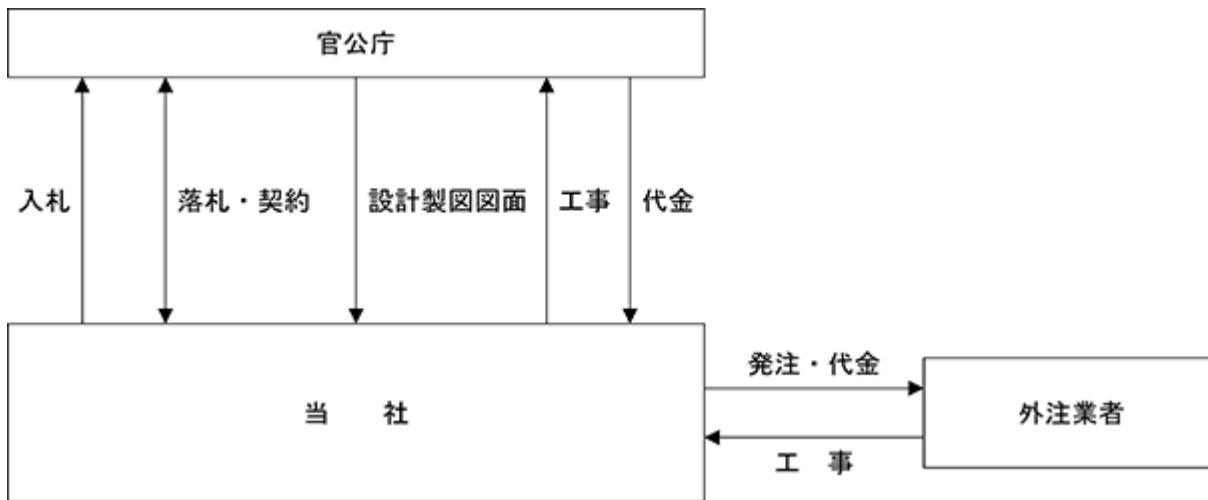 官公庁
入札
落札・契約
設計製図図面
工事
代金
発注・代金
当　　社
外注業者
工　事